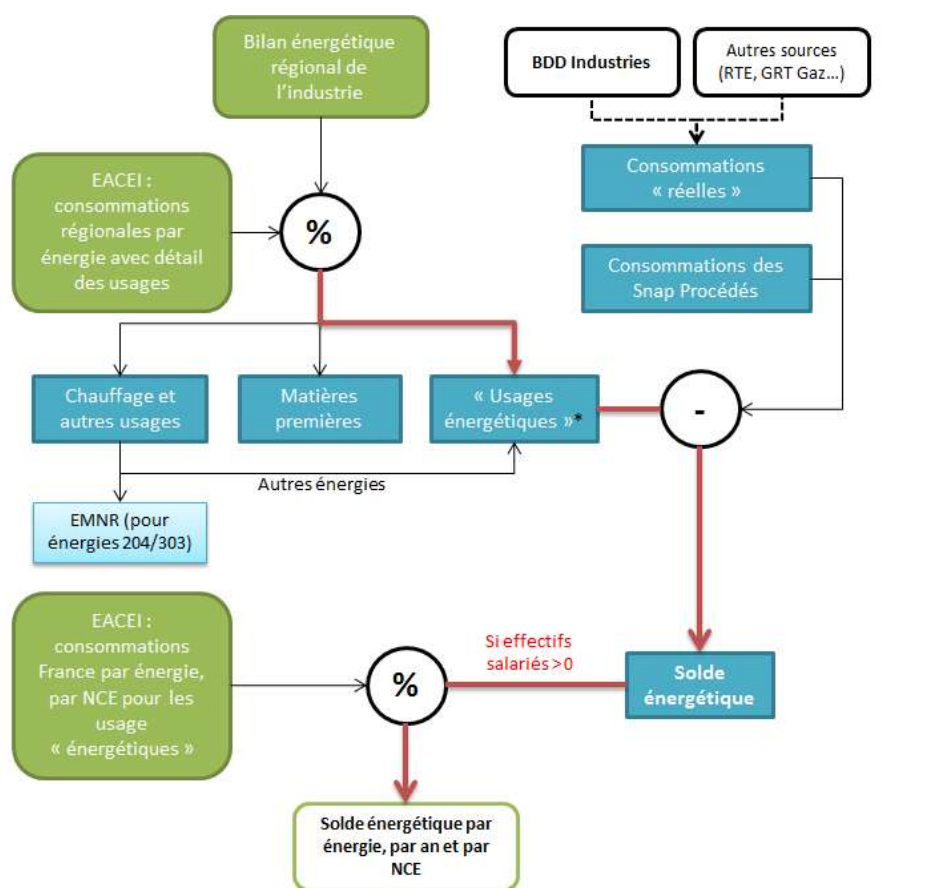 Bilan énergétique
régional de
l'industrie
BDD Industries
Autres sources
(RTE, GRT Gaz...)
EACEI :
consommations
régionales par
énergie avec détail
des usages
%
Consommations
« réelles »
Consommations des
Snap Procédés
Chauffage et
autres usages
Matières
premières
« Usages
énergétiques »*
-
Autres énergies
EMNR (pour
énergies 204/303)
EACEI :
consommations
France par énergie,
par NCE pour les
usage
« énergétiques »
%
Si effectifs
salariés > 0
Solde
énergétique
Solde énergétique par
énergie, par an et par
NCE